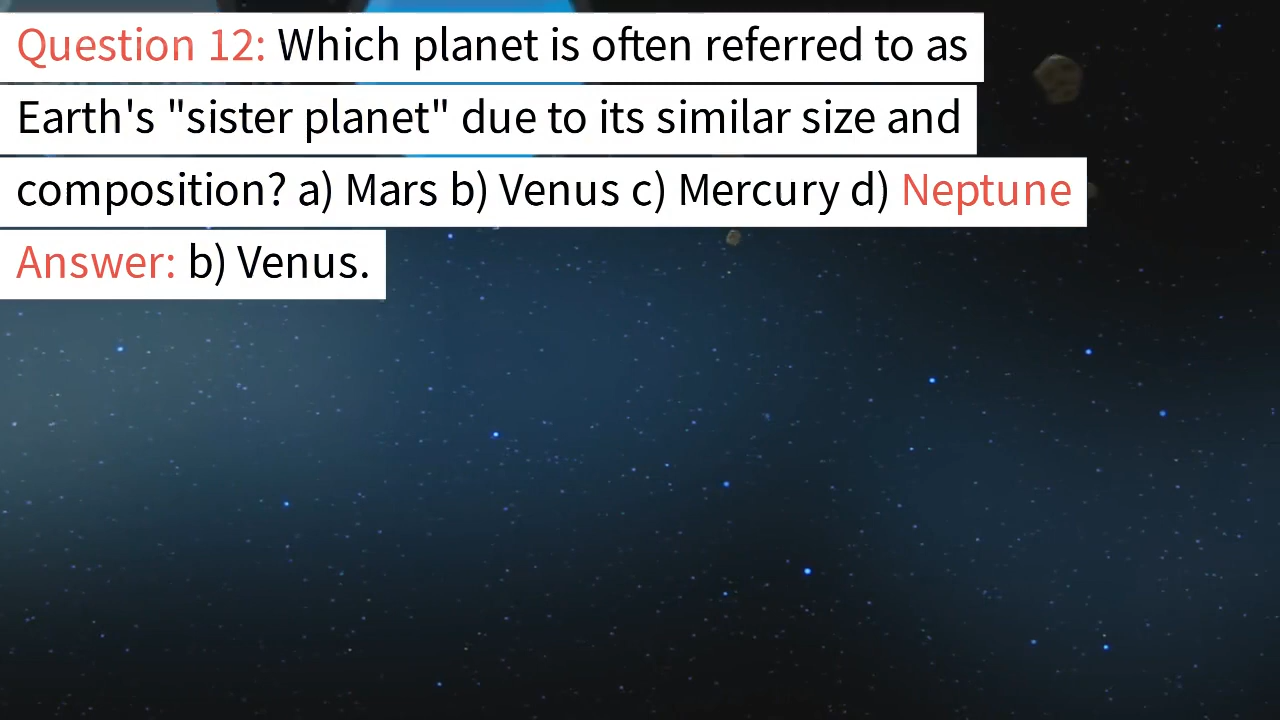 Question 12: Which planet is often referred to as
Earth's "sister planet" due to its similar size and
composition? a) Mars b) Venus c) Mercury d) Neptune
Answer: b) Venus.